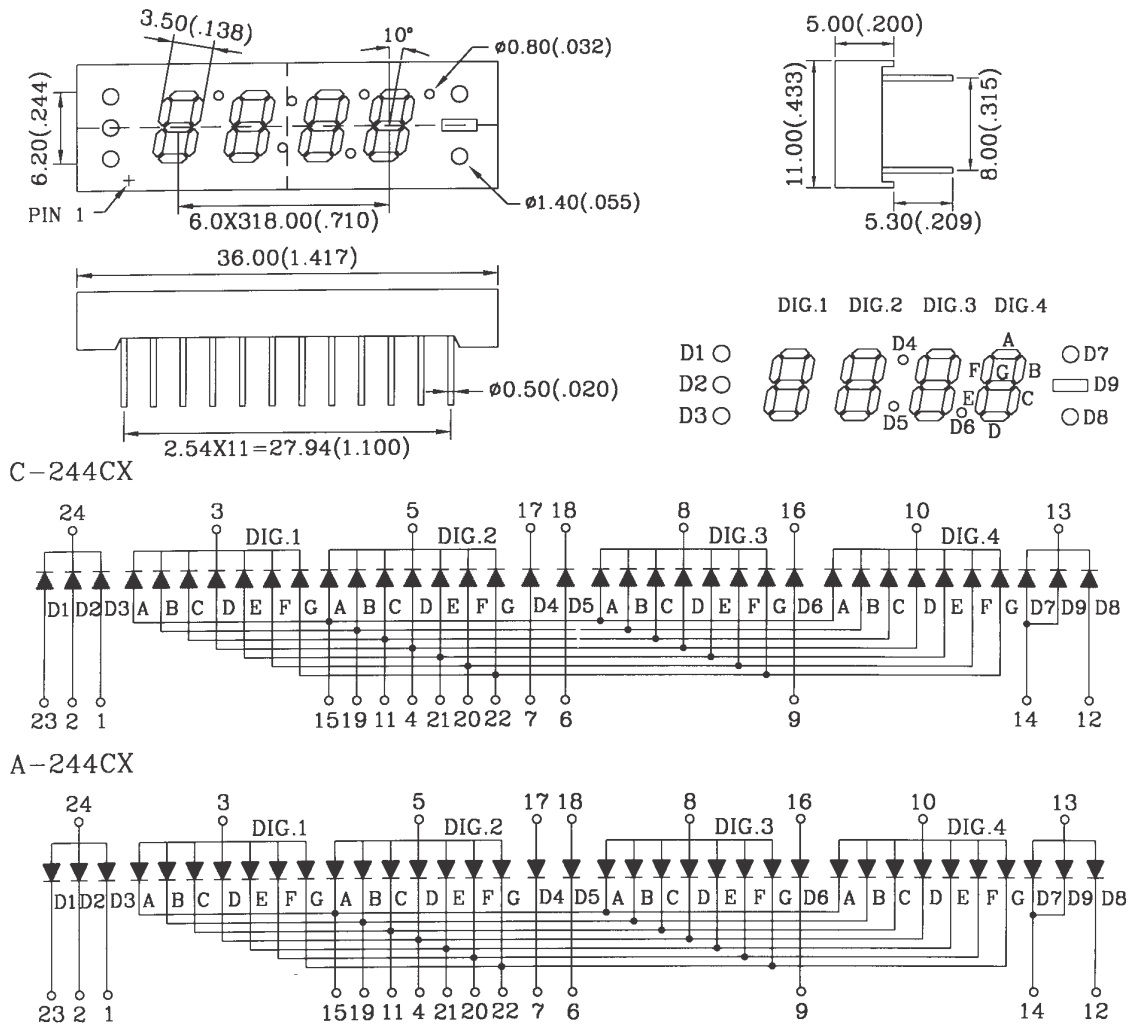 3.50(.138)
10°
ø0.80(.032)
6.20(.244)
PIN 1
6.0X318.00(.710)
ø1.40(.055)
5.00(.200)
11.00(.433)
8.00(.315)
5.30(.209)
36.00(1.417)
ø0.50(.020)
2.54X11=27.94(1.100)
DIG.1 DIG.2 DIG.3 DIG.4
D1 D4 A D7
D2 F G B D9
D3 D5 D6 E C D D8
C-244CX
24 3 5 17 18 8 16 10 13
DIG.1 DIG.2 DIG.3 DIG.4
D1 D2 D3 A B C D E F G A B C D E F G D4 D5 A B C D E F G D6 A B C D E F G D7 D9 D8
23 2 1 15 19 11 4 21 20 22 7 6 9 14 12
A-244CX
24 3 5 17 18 8 16 10 13
DIG.1 DIG.2 DIG.3 DIG.4
D1 D2 D3 A B C D E F G A B C D E F G D4 D5 A B C D E F G D6 A B C D E F G D7 D9 D8
23 2 1 15 19 11 4 21 20 22 7 6 9 14 12